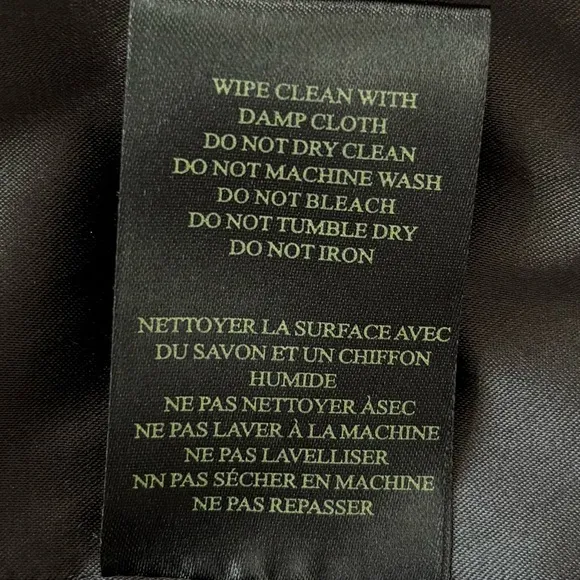 WIPE CLEAN WITH
DAMP CLOTH
DO NOT DRY CLEAN
DO NOT MACHINE WASH
DO NOT BLEACH
DO NOT TUMBLE DRY
DO NOT IRON
NETTOYER LA SURFACE AVEC
DU SAVON ET UN CHIFFON
HUMIDE
NE PAS NETTOYER ÀSEC
NE PAS LAVER À LA MACHINE
NE PAS LAVELLISER
NN PAS SÉCHER EN MACHINE
NE PAS REPASSER